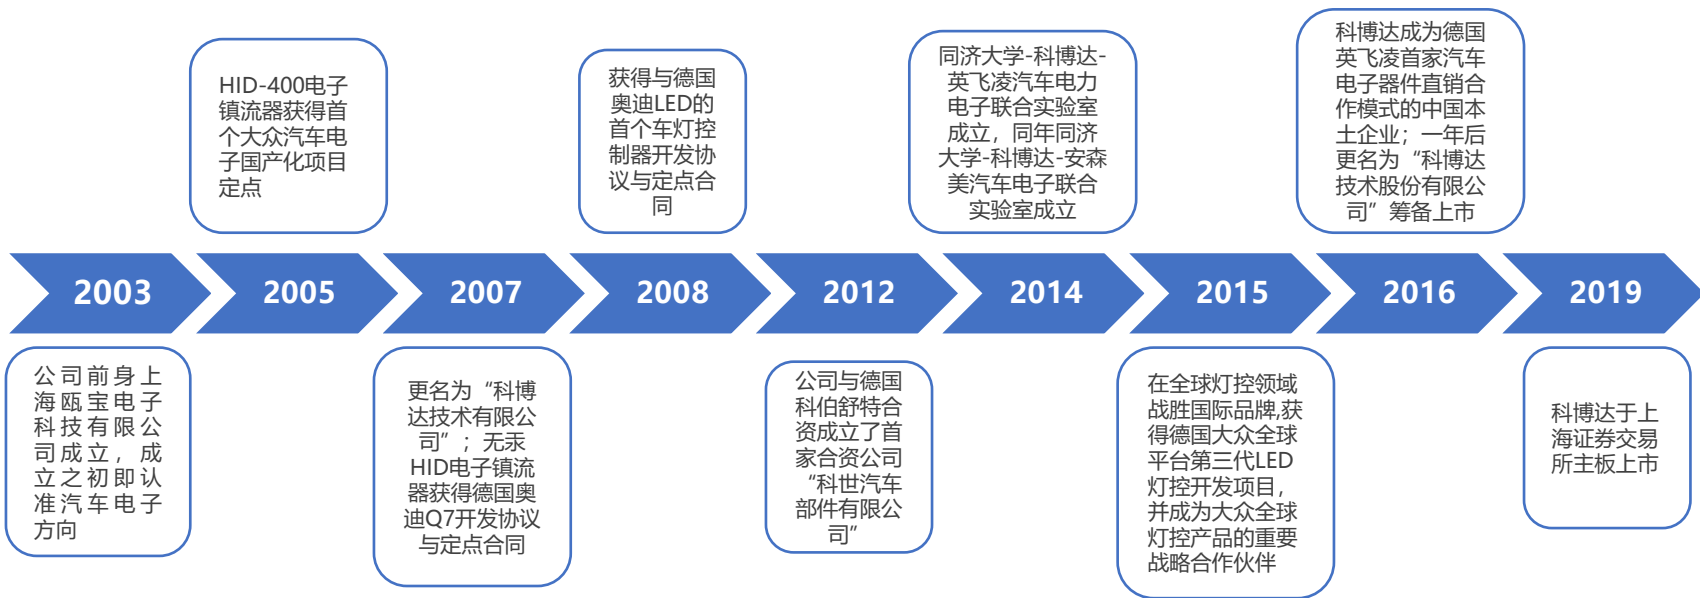 HID-400电子
镇流器获得首
个大众汽车电
子国产化项目
定点
获得与德国
奥迪LED的
首个车灯控
制器开发协
议与定点合
同
同济大学-科博达-
英飞凌汽车电力
电子联合实验室
成立，同年同济
大学-科博达-安森
美汽车电子联合
实验室成立
科博达成为德国
英飞凌首家汽车
电子器件直销合
作模式的中国本
土企业；一年后
更名为“科博达
技术股份有限公
司”筹备上市
2003
2005
2007
2008
2012
2014
2015
2016
2019
公司前身上
海瓯宝电子
科技有限公
司成立，成
立之初即认
准汽车电子
方向
更名为“科博
达技术有限公
司”；无汞
HID电子镇流
器获得德国奥
迪Q7开发协议
与定点合同
公司与德国
科伯舒特合
资成立了首
家合资公司
“科世汽车
部件有限公
司”
在全球灯控领域
战胜国际品牌,获
得德国大众全球
平台第三代LED
灯控开发项目，
并成为大众全球
灯控产品的重要
战略合作伙伴
科博达于上
海证券交易
所主板上市